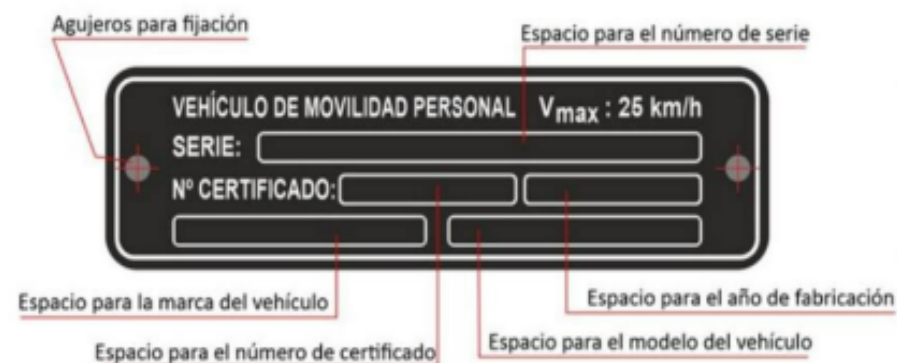 Agujeros para fijación
Espacio para el número de serie
VEHÍCULO DE MOVILIDAD PERSONAL Vmax : 25 km/h
SERIE:
Nº CERTIFICADO:
Espacio para la marca del vehículo
Espacio para el año de fabricación
Espacio para el número de certificado
Espacio para el modelo del vehículo